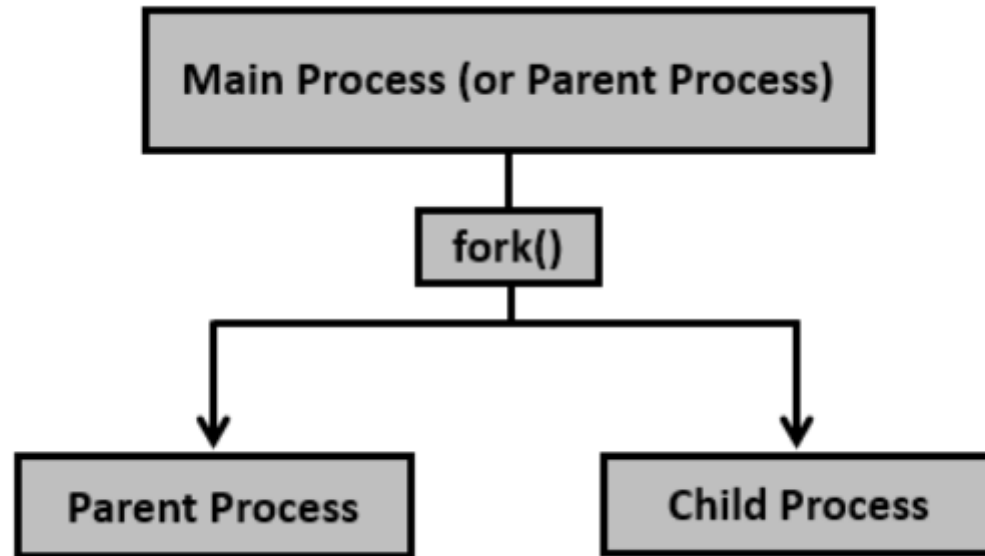 Main Process (or Parent Process)
fork()
Parent Process
Child Process